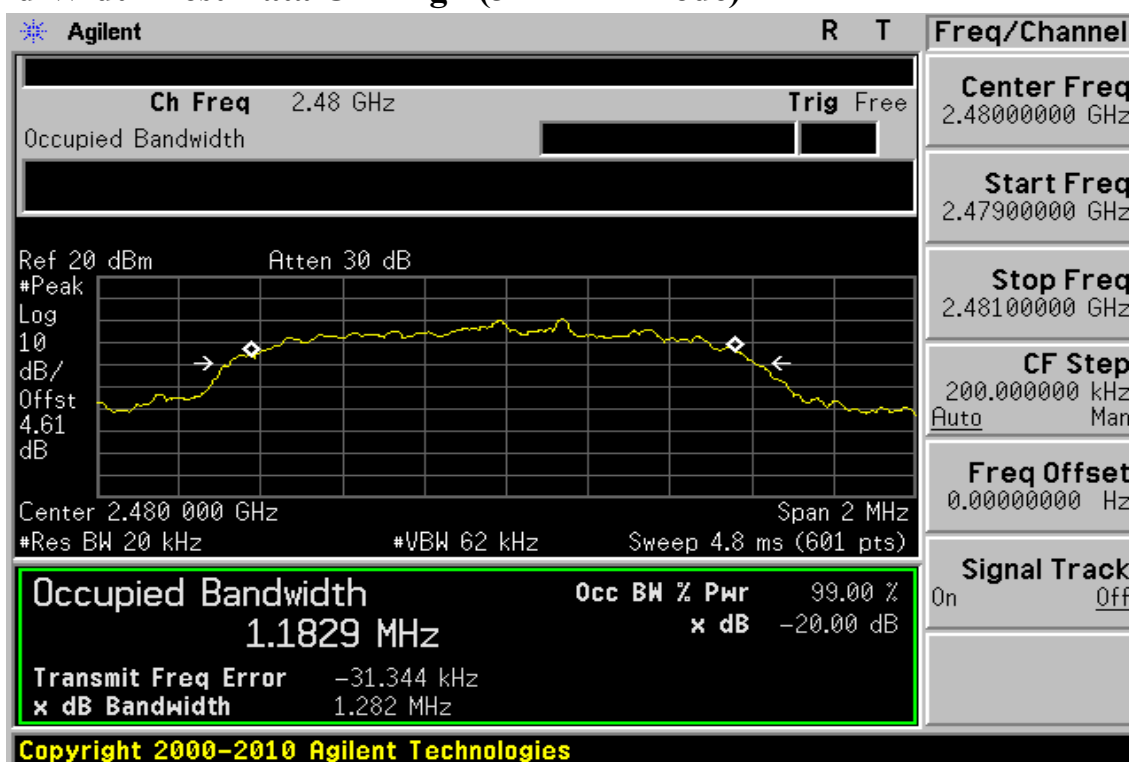 Agilent R T
Freq/Channel
Ch Freq 2.48 GHz Trig Free
Occupied Bandwidth
Center Freq
2.48000000 GHz
Start Freq
2.47900000 GHz
Stop Freq
2.48100000 GHz
CF Step
200.000000 kHz
Auto Man
Freq Offset
0.00000000 Hz
Signal Track
On Off
Ref 20 dBm Atten 30 dB
#Peak
Log
10
dB/
Offst
4.61
dB
Center 2.480 000 GHz Span 2 MHz
#Res BW 20 kHz #VBW 62 kHz Sweep 4.8 ms (601 pts)
Occupied Bandwidth Occ BW % Pwr 99.00 %
1.1829 MHz x dB -20.00 dB
Transmit Freq Error -31.344 kHz
x dB Bandwidth 1.282 MHz
Copyright 2000-2010 Agilent Technologies